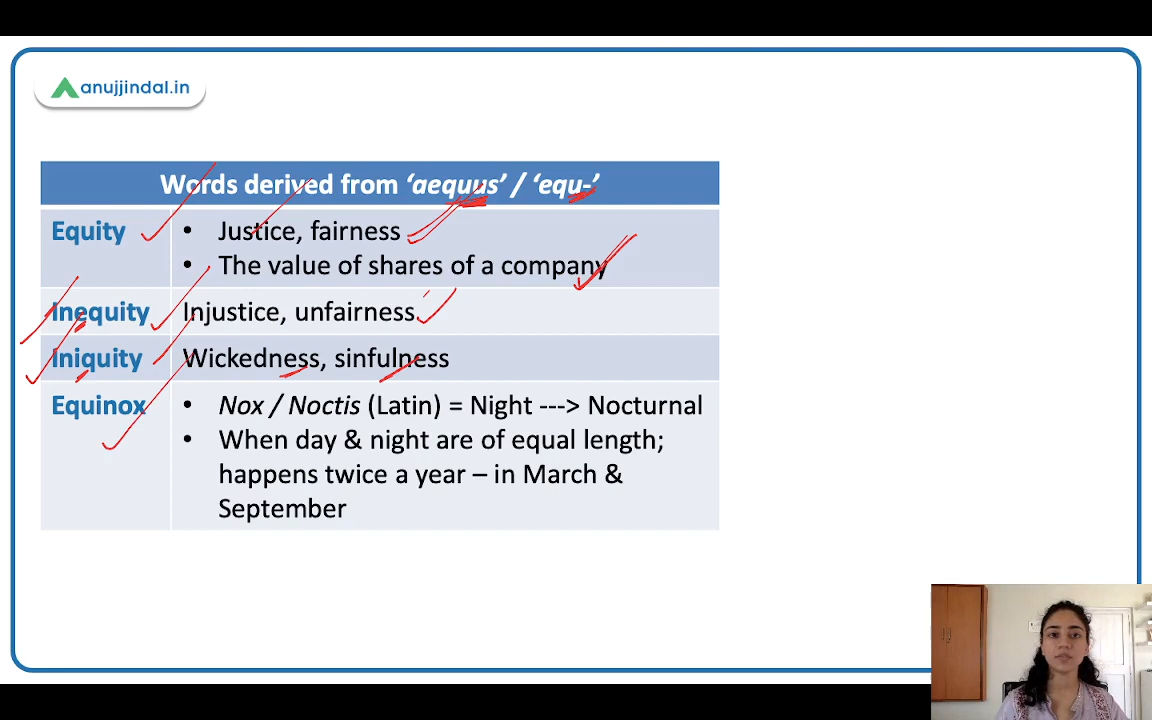 anujjindal.in
Words derived from ‘aequus’ / ‘equ-’
Equity
• Justice, fairness
• The value of shares of a company
Inequity
Injustice, unfairness
Iniquity
Wickedness, sinfulness
Equinox
• Nox / Noctis (Latin) = Night ---> Nocturnal
• When day & night are of equal length;
happens twice a year – in March &
September